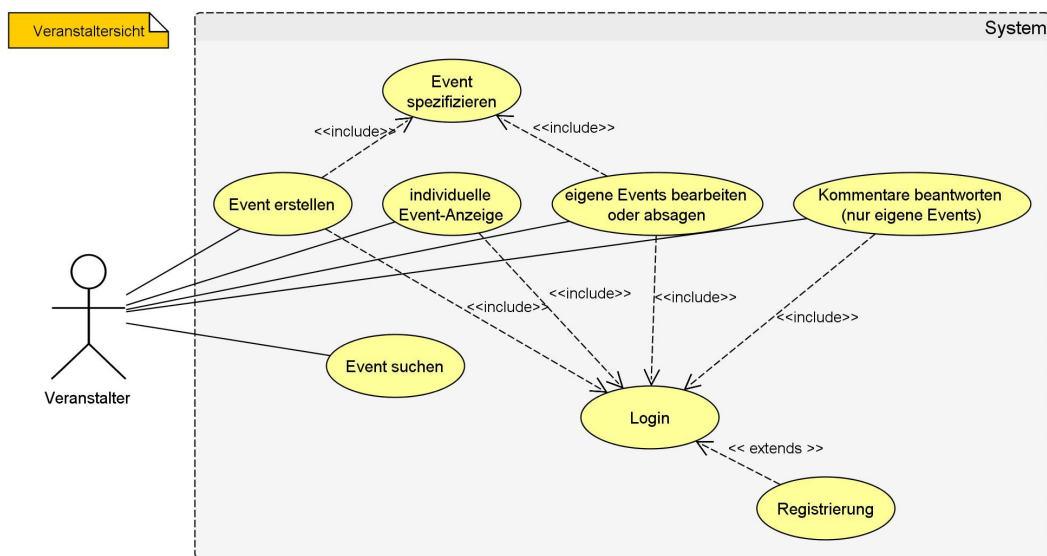 Veranstaltersicht
System
Event
spezifizieren
<<include>>
<<include>>
Event erstellen
individuelle
Event-Anzeige
eigene Events bearbeiten
oder absagen
Kommentare beantworten
(nur eigene Events)
<<include>>
<<include>>
<<include>>
<<include>>
Veranstalter
Event suchen
Login
<< extends >>
Registrierung